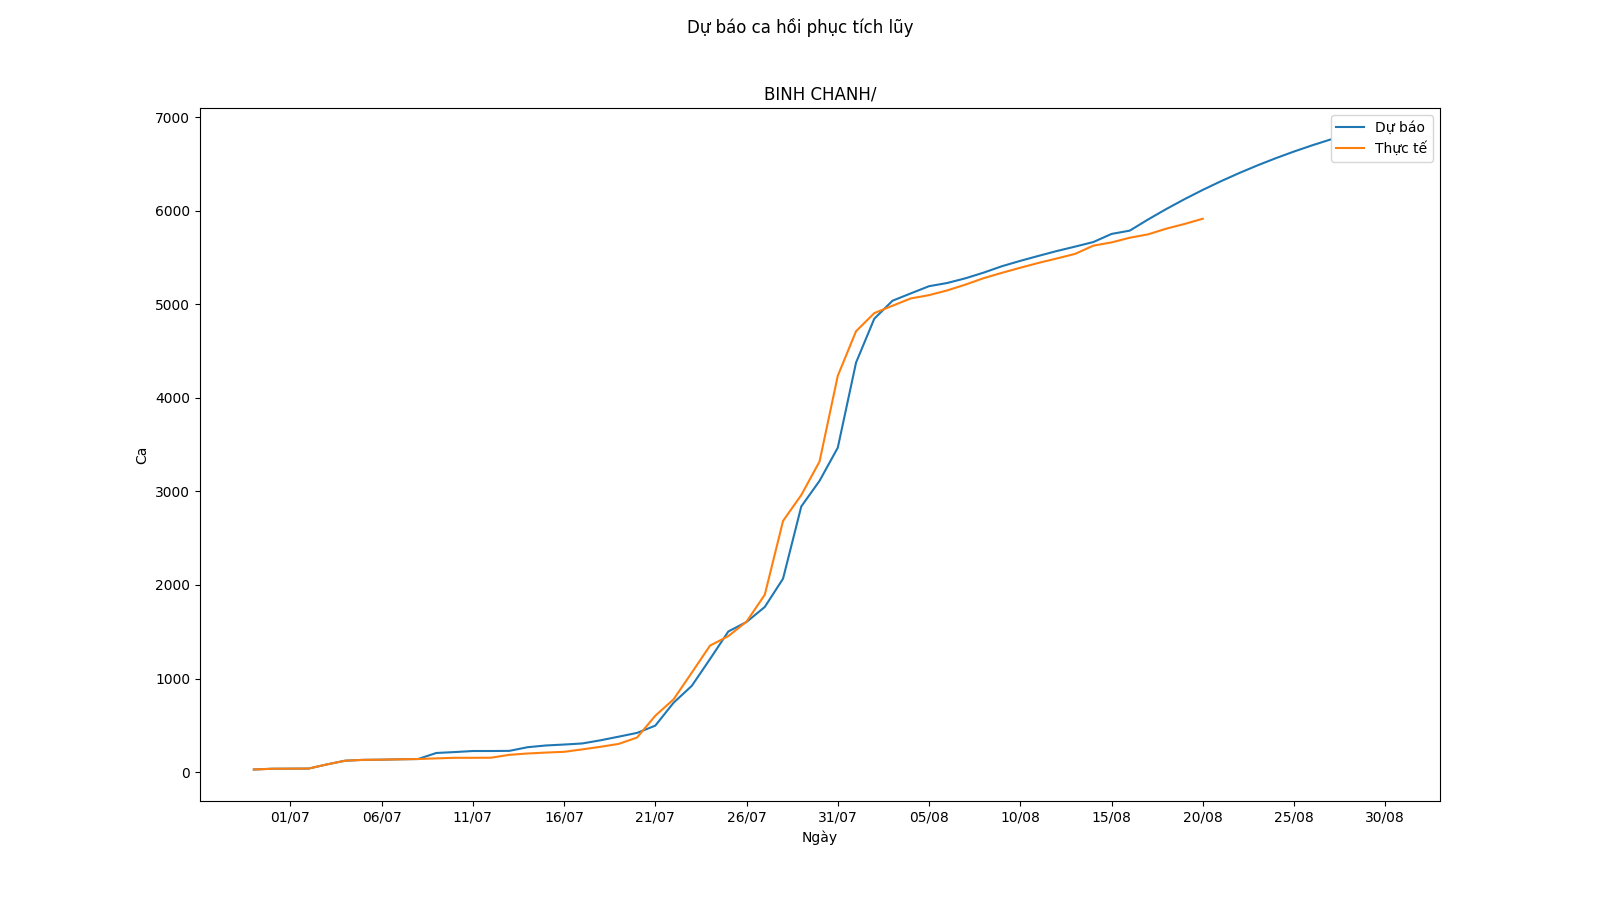 Dự báo ca hồi phục tích lũy
BINH CHANH/
7000
6000
5000
4000
3000
2000
1000
0
Ca
Dự báo
Thực tế
01/07 06/07 11/07 16/07 21/07 26/07 31/07 05/08 10/08 15/08 20/08 25/08 30/08
Ngày